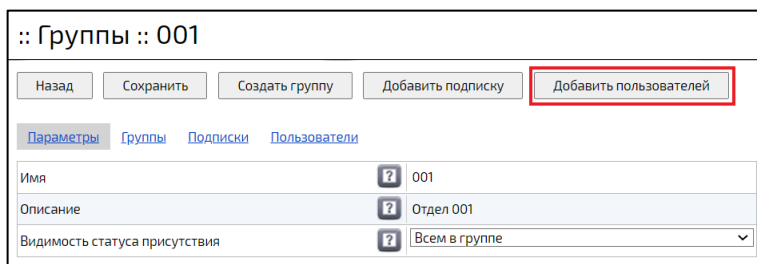 :: Группы :: 001
Назад Сохранить Создать группу Добавить подписку Добавить пользователей
Параметры Группы Подписки Пользователи
Имя ? 001
Описание ? Отдел 001
Видимость статуса присутствия ? Всем в группе